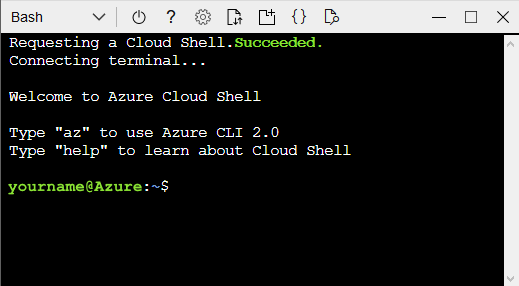 Bash
Requesting a Cloud Shell.Succeeded.
Connecting terminal...
Welcome to Azure Cloud Shell
Type "az" to use Azure CLI 2.0
Type "help" to learn about Cloud Shell
yourname@Azure:~$